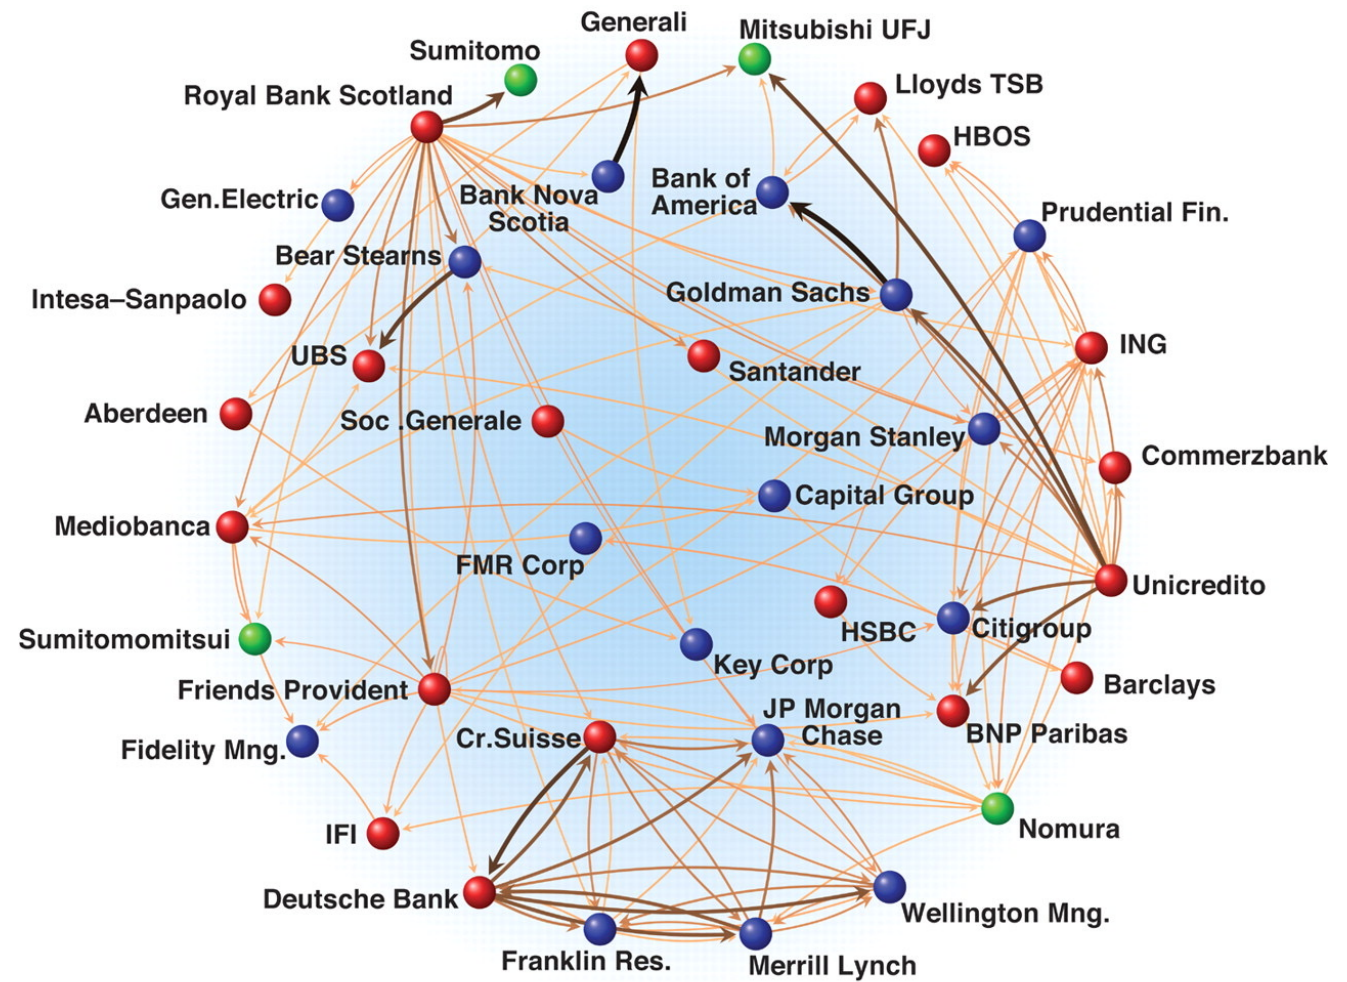 Generali
Mitsubishi UFJ
Sumitomo
Lloyds TSB
Royal Bank Scotland
HBOS
Gen.Electric
Bank Nova
Scotia
Bank of
America
Prudential Fin.
Bear Stearns
Intesa–Sanpaolo
Goldman Sachs
UBS
ING
Santander
Aberdeen
Soc .Generale
Morgan Stanley
Commerzbank
Capital Group
Mediobanca
FMR Corp
Unicredito
HSBC
Citigroup
Sumitomomitsui
Key Corp
Friends Provident
Barclays
JP Morgan
Chase
Cr.Suisse
BNP Paribas
Fidelity Mng.
IFI
Nomura
Deutsche Bank
Wellington Mng.
Franklin Res.
Merrill Lynch